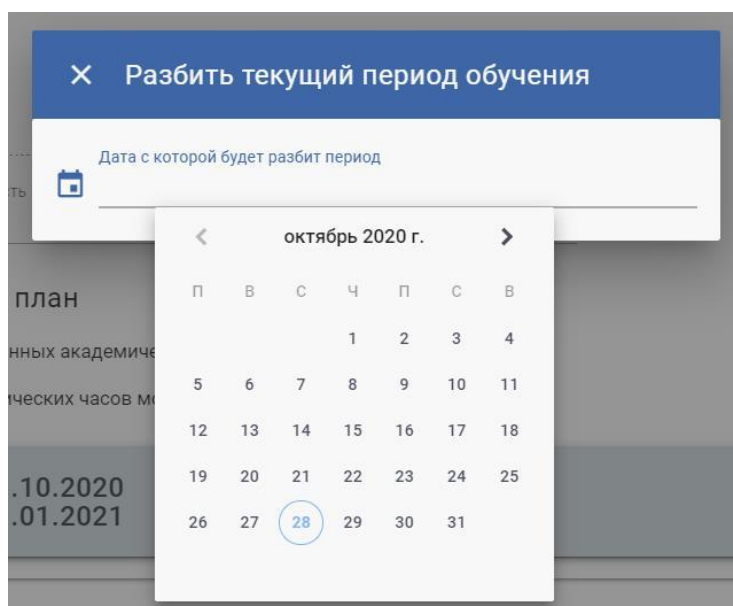 Разбить текущий период обучения
Дата с которой будет разбит период
ть
октябрь 2020 г.
П В С Ч П С В
1 2 3 4
5 6 7 8 9 10 11
12 13 14 15 16 17 18
19 20 21 22 23 24 25
26 27 28 29 30 31
план
нных академиче
ических часов мо
.10.2020
.01.2021